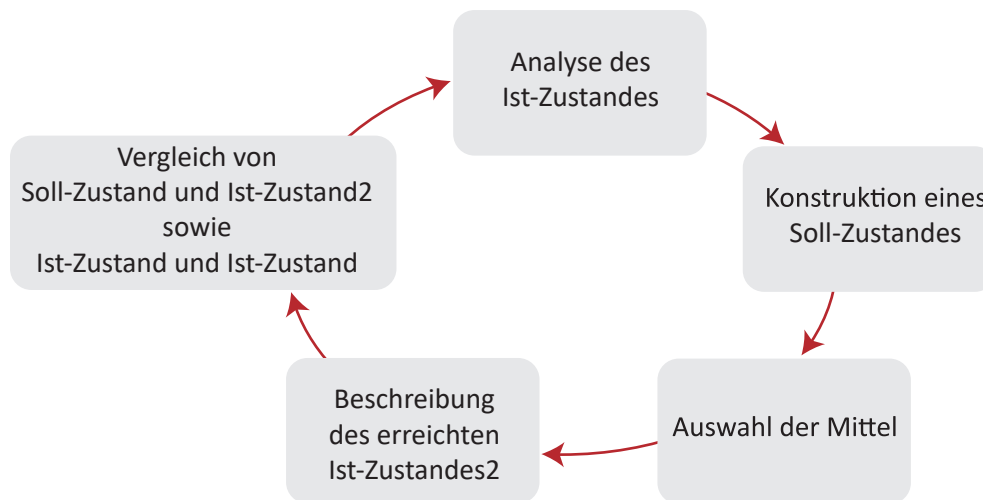 Analyse des
Ist-Zustandes
Konstruktion eines
Soll-Zustandes
Auswahl der Mittel
Beschreibung
des erreichten
Ist-Zustandes2
Vergleich von
Soll-Zustand und Ist-Zustand2
sowie
Ist-Zustand und Ist-Zustand